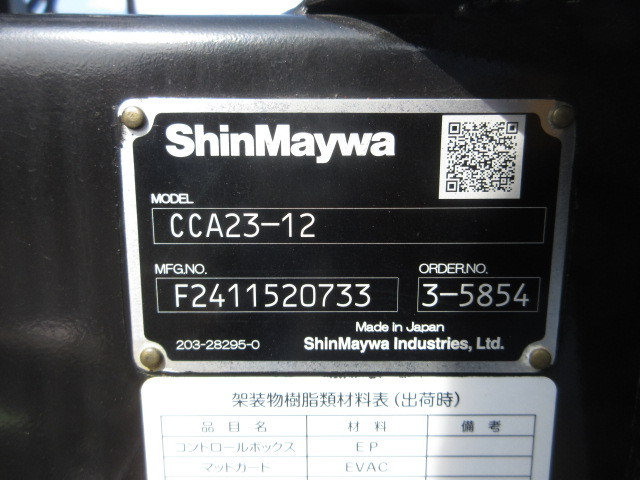 ShinMaywa
MODEL
CCA23-12
MFG.NO.
F2411520733
ORDER.NO.
3-5854
Made in Japan
203-28295-0
ShinMaywa Industries, Ltd.
架装物樹脂類材料表(出荷時)
品目名 材料 備考
コントロールボックス EP
マットガード EVAC